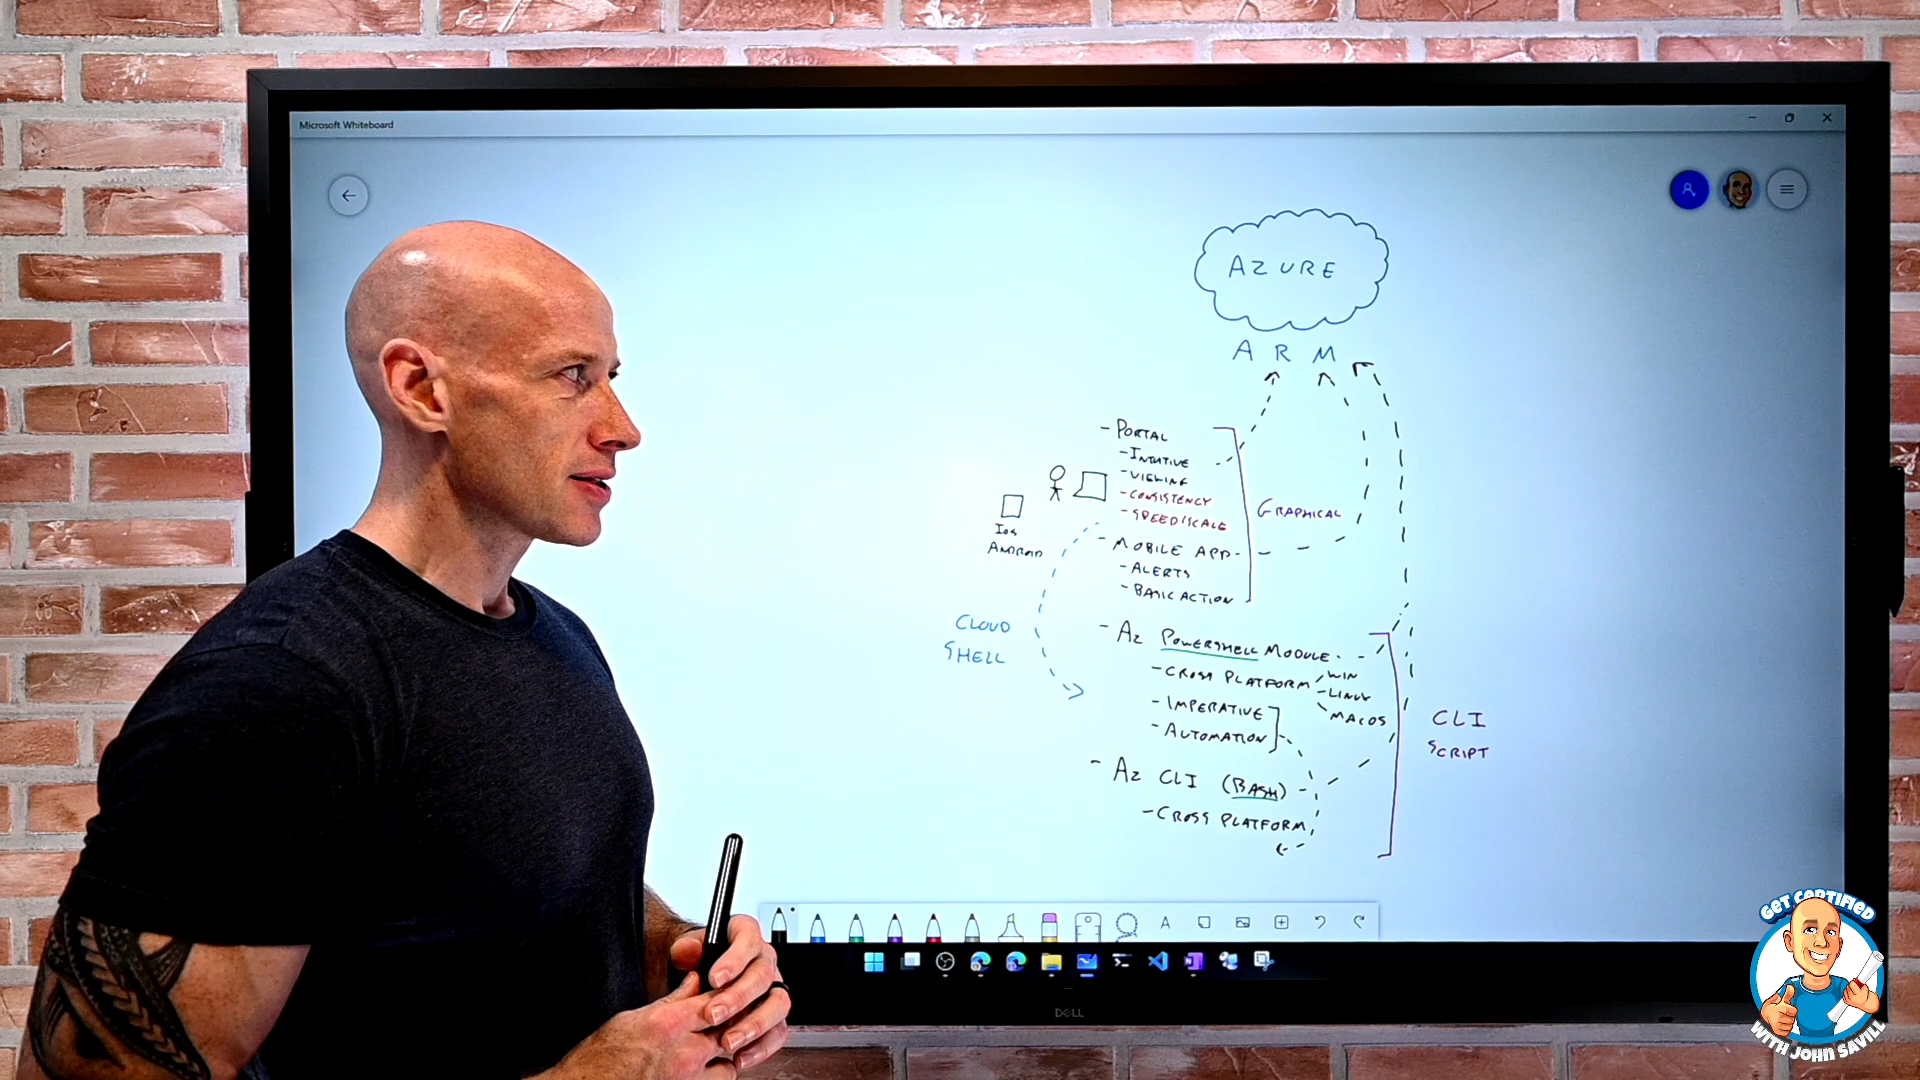 Microsoft Whiteboard
AZURE
ARM
- PORTAL
- INTUTIVE
- VIEWING
- CONSISTENCY
- SPEED/SCALE
GRAPHICAL
IOS
ANDROID
- MOBILE APP
- ALERTS
- BASIC ACTION
CLOUD
SHELL
- AZ POWERSHELL MODULE
- CROSS PLATFORM
- WIN
- LINUX
- MACOS
- IMPERATIVE
- AUTOMATION
CLI
SCRIPT
- AZ CLI (BASH)
- CROSS PLATFORM
DELL
GET CERTIFIED
WITH JOHN SAVILL